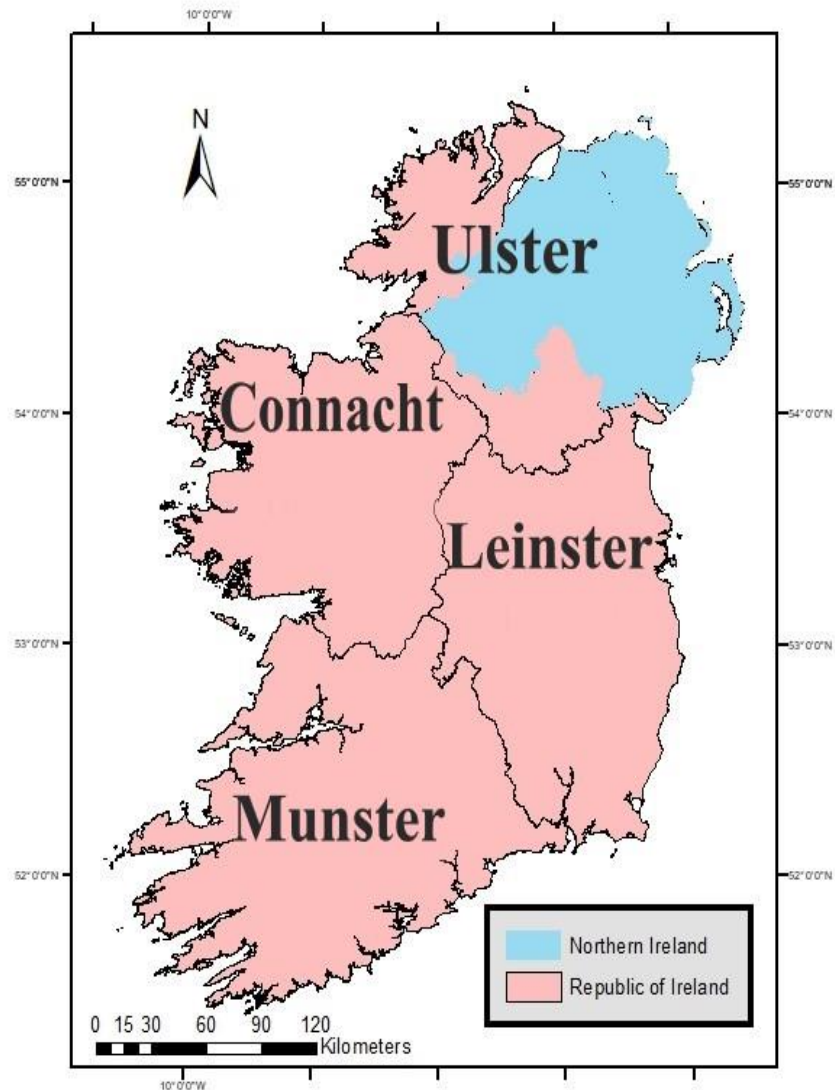 10°0'0"W
N
55°0'0"N
55°0'0"N
Ulster
54°0'0"N
Connacht
54°0'0"N
Leinster
53°0'0"N
53°0'0"N
Munster
52°0'0"N
52°0'0"N
Northern Ireland
Republic of Ireland
0 15 30 60 90 120
Kilometers
10°0'0"W